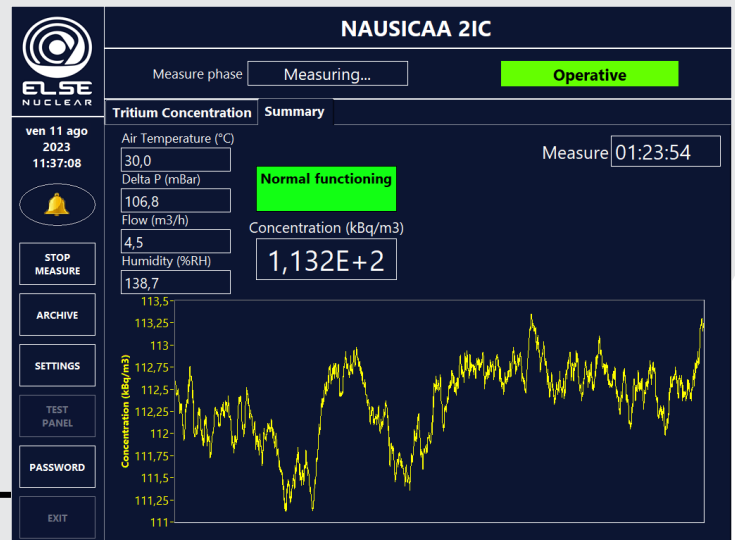 NAUSICAA 2IC
ELSE
NUCLEAR
Measure phase
Measuring...
Operative
Tritium Concentration
Summary
ven 11 ago
2023
11:37:08
Air Temperature (°C)
30,0
Delta P (mBar)
106,8
Flow (m3/h)
4,5
Humidity (%RH)
138,7
Normal functioning
Measure
01:23:54
Concentration (kBq/m3)
1,132E+2
STOP
MEASURE
ARCHIVE
SETTINGS
TEST
PANEL
PASSWORD
EXIT
Concentration (kBq/m3)
113,5
113,25
113
112,75
112,5
112,25
112
111,75
111,5
111,25
111